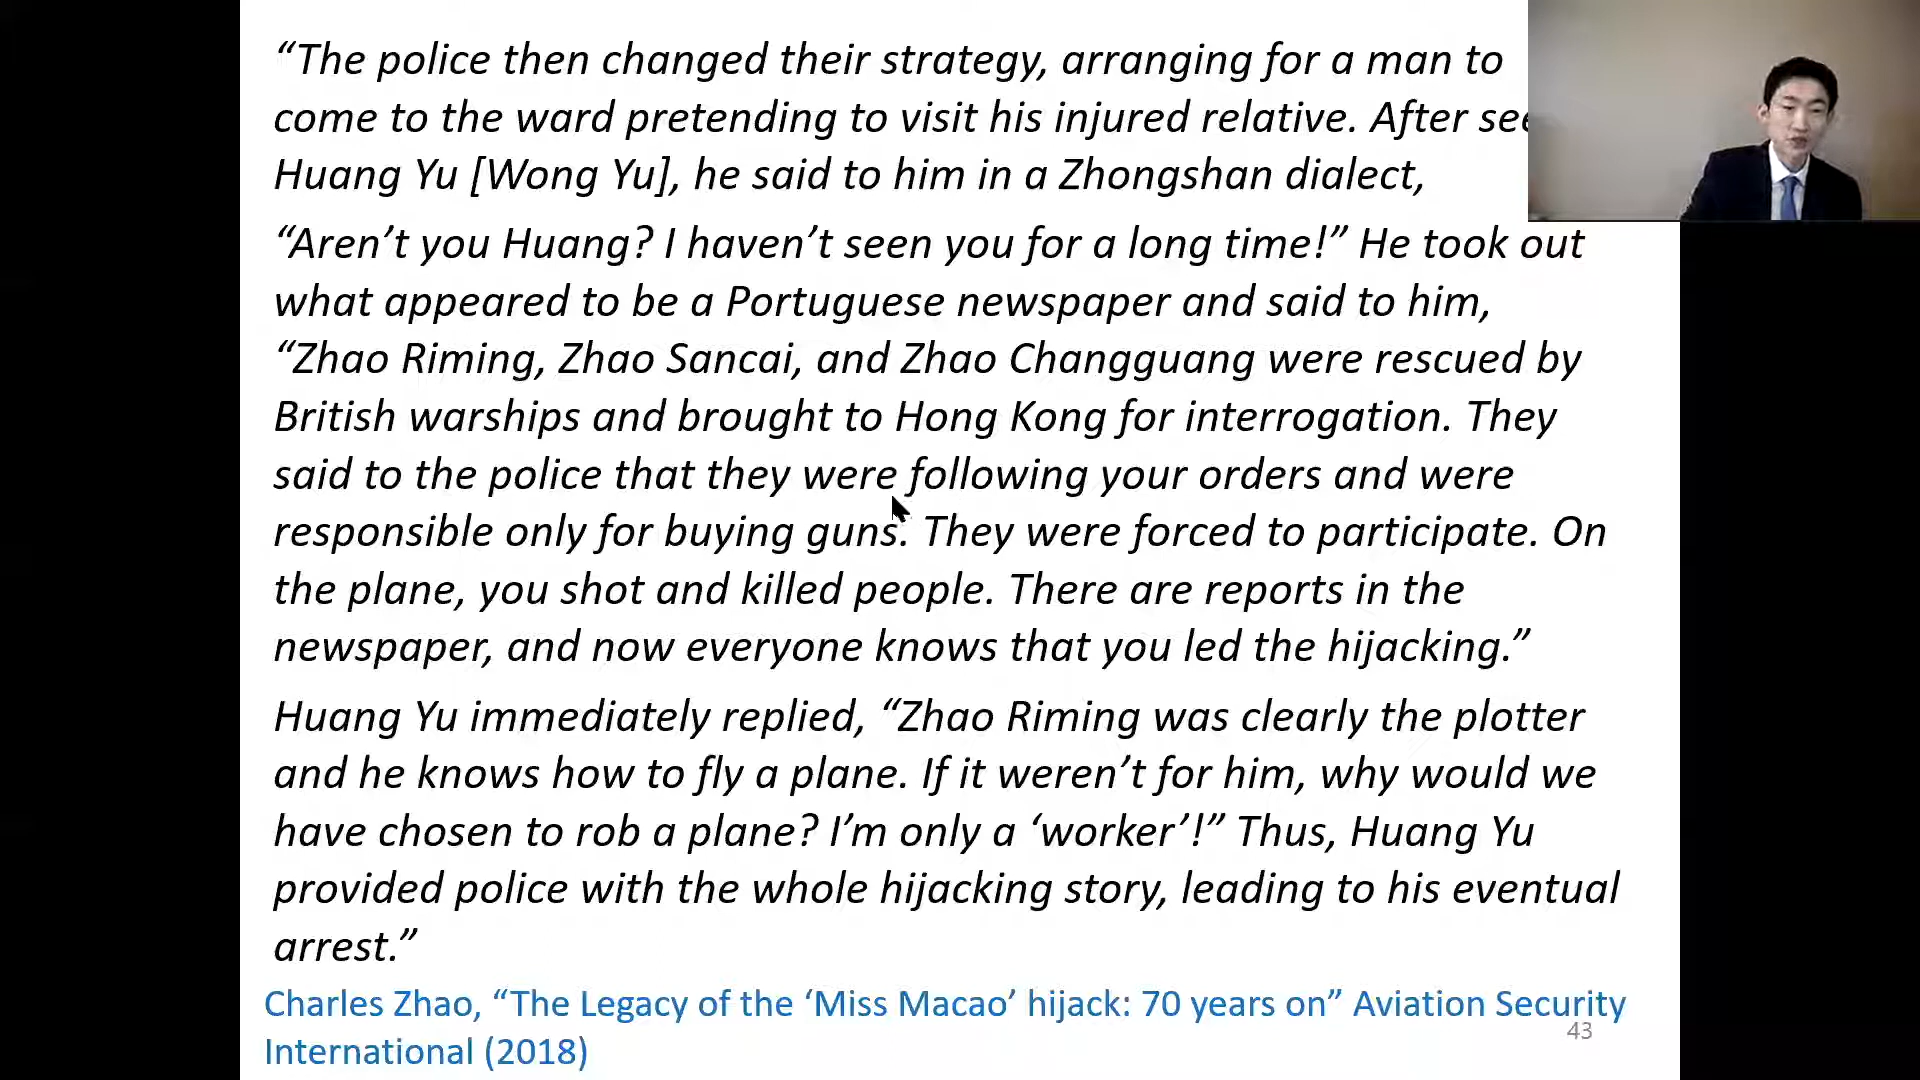 “The police then changed their strategy, arranging for a man to
come to the ward pretending to visit his injured relative. After
Huang Yu [Wong Yu], he said to him in a Zhongshan dialect,
“Aren’t you Huang? I haven’t seen you for a long time!” He took out
what appeared to be a Portuguese newspaper and said to him,
“Zhao Riming, Zhao Sancai, and Zhao Changguang were rescued by
British warships and brought to Hong Kong for interrogation. They
said to the police that they were following your orders and were
responsible only for buying guns. They were forced to participate. On
the plane, you shot and killed people. There are reports in the
newspaper, and now everyone knows that you led the hijacking.”
Huang Yu immediately replied, “Zhao Riming was clearly the plotter
and he knows how to fly a plane. If it weren’t for him, why would we
have chosen to rob a plane? I’m only a ‘worker’!” Thus, Huang Yu
provided police with the whole hijacking story, leading to his eventual
arrest.”
Charles Zhao, “The Legacy of the ‘Miss Macao’ hijack: 70 years on” Aviation Security
International (2018)
43